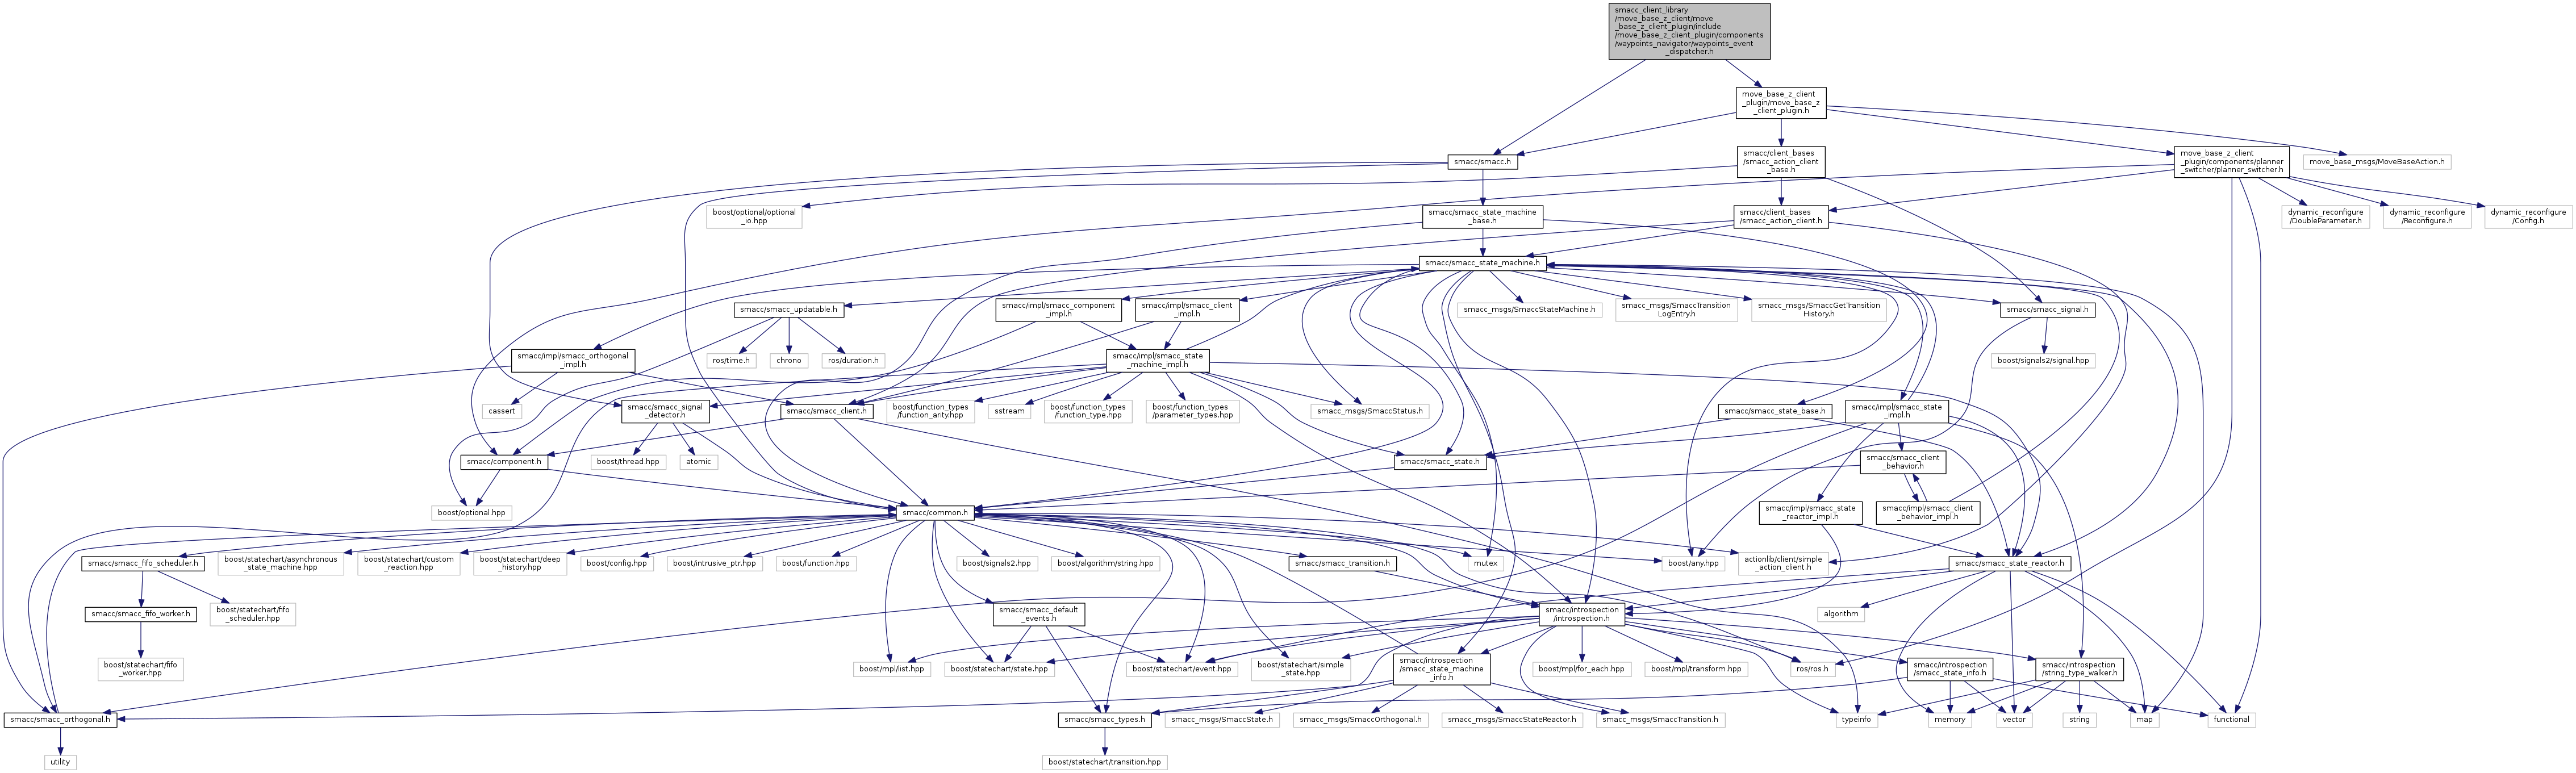 smacc_client_library
/move_base_z_client/move
_base_z_client_plugin/include
/move_base_z_client_plugin/components
/waypoints_navigator/waypoints_event
_dispatcher.h
move_base_z_client
_plugin/move_base_z
_client_plugin.h
smacc/smacc.h
smacc/client_bases
/smacc_action_client
_base.h
move_base_z_client
_plugin/components/planner
_switcher/planner_switcher.h
move_base_msgs/MoveBaseAction.h
boost/optional/optional
_io.hpp
smacc/smacc_state_machine
_base.h
smacc/client_bases
/smacc_action_client.h
dynamic_reconfigure
/DoubleParameter.h
dynamic_reconfigure
/Reconfigure.h
dynamic_reconfigure
/Config.h
smacc/smacc_state_machine.h
smacc/smacc_updatable.h
smacc/impl/smacc_component
_impl.h
smacc/impl/smacc_client
_impl.h
smacc_msgs/SmaccStateMachine.h
smacc_msgs/SmaccTransition
LogEntry.h
smacc_msgs/SmaccGetTransition
History.h
smacc/smacc_signal.h
smacc/impl/smacc_orthogonal
_impl.h
ros/time.h
chrono
ros/duration.h
smacc/impl/smacc_state
_machine_impl.h
boost/signals2/signal.hpp
cassert
smacc/smacc_signal
_detector.h
smacc/smacc_client.h
boost/function_types
/function_arity.hpp
sstream
boost/function_types
/function_type.hpp
boost/function_types
/parameter_types.hpp
smacc_msgs/SmaccStatus.h
smacc/smacc_state_base.h
smacc/impl/smacc_state
_impl.h
smacc/component.h
boost/thread.hpp
atomic
smacc/smacc_state.h
smacc/smacc_client
_behavior.h
boost/optional.hpp
smacc/common.h
smacc/impl/smacc_state
_reactor_impl.h
smacc/impl/smacc_client
_behavior_impl.h
smacc/smacc_fifo_scheduler.h
boost/statechart/asynchronous
_state_machine.hpp
boost/statechart/custom
_reaction.hpp
boost/statechart/deep
_history.hpp
boost/config.hpp
boost/intrusive_ptr.hpp
boost/function.hpp
boost/signals2.hpp
boost/algorithm/string.hpp
smacc/smacc_transition.h
mutex
boost/any.hpp
actionlib/client/simple
_action_client.h
smacc/smacc_state_reactor.h
smacc/smacc_fifo_worker.h
boost/statechart/fifo
_scheduler.hpp
smacc/smacc_default
_events.h
smacc/introspection
/introspection.h
algorithm
boost/statechart/fifo
_worker.hpp
boost/mpl/list.hpp
boost/statechart/state.hpp
boost/statechart/event.hpp
boost/statechart/simple
_state.hpp
smacc/introspection
/smacc_state_machine
_info.h
boost/mpl/for_each.hpp
boost/mpl/transform.hpp
ros/ros.h
smacc/introspection
/smacc_state_info.h
smacc/introspection
/string_type_walker.h
smacc/smacc_orthogonal.h
smacc/smacc_types.h
smacc_msgs/SmaccState.h
smacc_msgs/SmaccOrthogonal.h
smacc_msgs/SmaccStateReactor.h
smacc_msgs/SmaccTransition.h
typeinfo
memory
vector
string
map
functional
utility
boost/statechart/transition.hpp